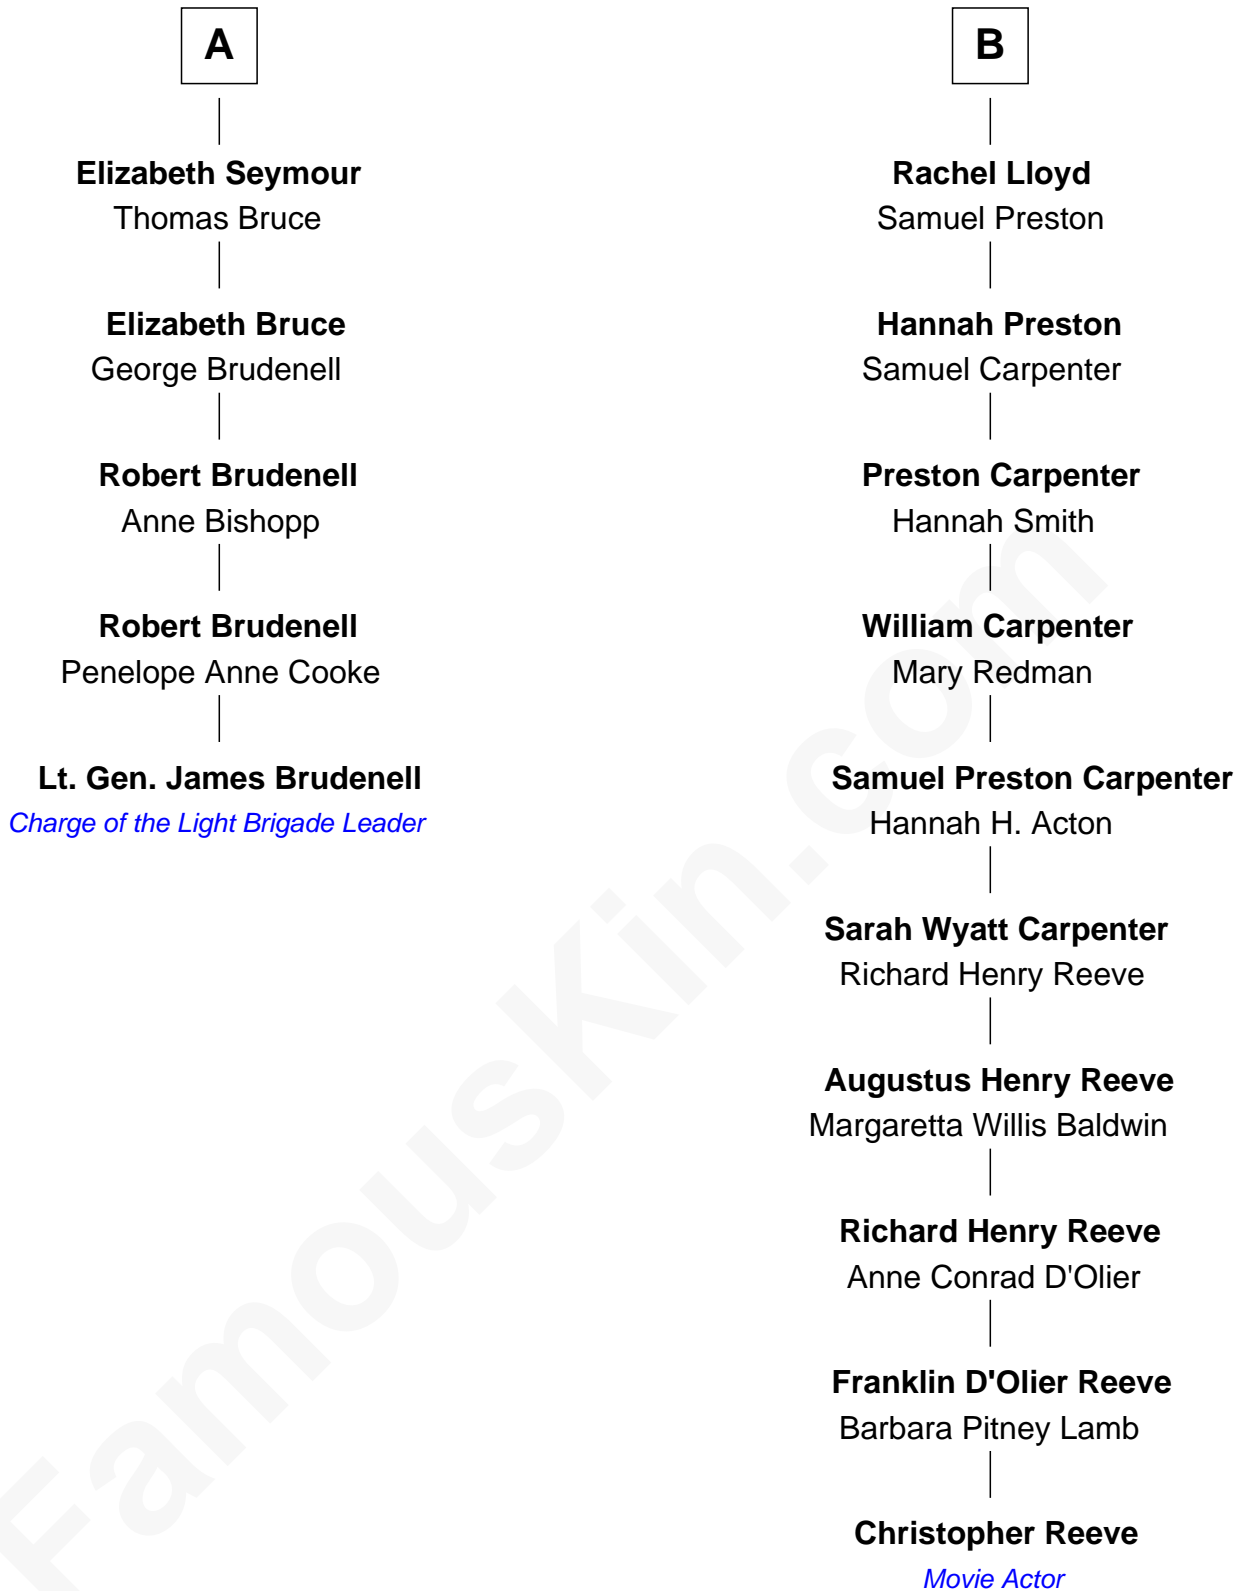 A
Elizabeth Seymour
Thomas Bruce
Elizabeth Bruce
George Brudenell
Robert Brudenell
Anne Bishopp
Robert Brudenell
Penelope Anne Cooke
Lt. Gen. James Brudenell
Charge of the Light Brigade Leader
B
Rachel Lloyd
Samuel Preston
Hannah Preston
Samuel Carpenter
Preston Carpenter
Hannah Smith
William Carpenter
Mary Redman
Samuel Preston Carpenter
Hannah H. Acton
Sarah Wyatt Carpenter
Richard Henry Reeve
Augustus Henry Reeve
Margaretta Willis Baldwin
Richard Henry Reeve
Anne Conrad D'Olier
Franklin D'Olier Reeve
Barbara Pitney Lamb
Christopher Reeve
Movie Actor
FamousKin.com